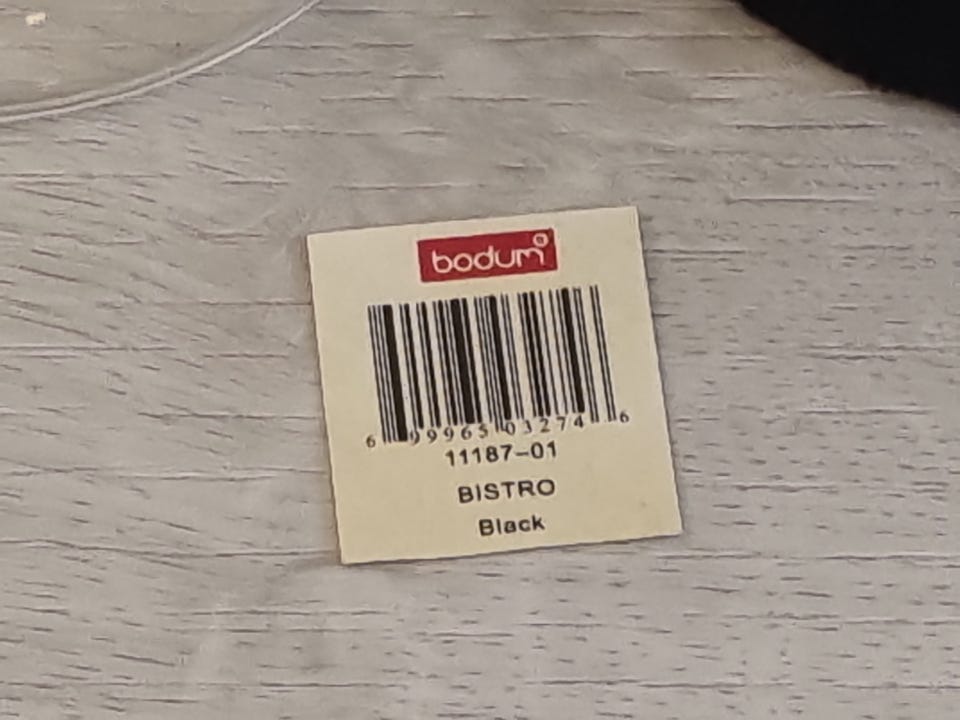 bodum®
6 99965 03274 6
11187-01
BISTRO
Black